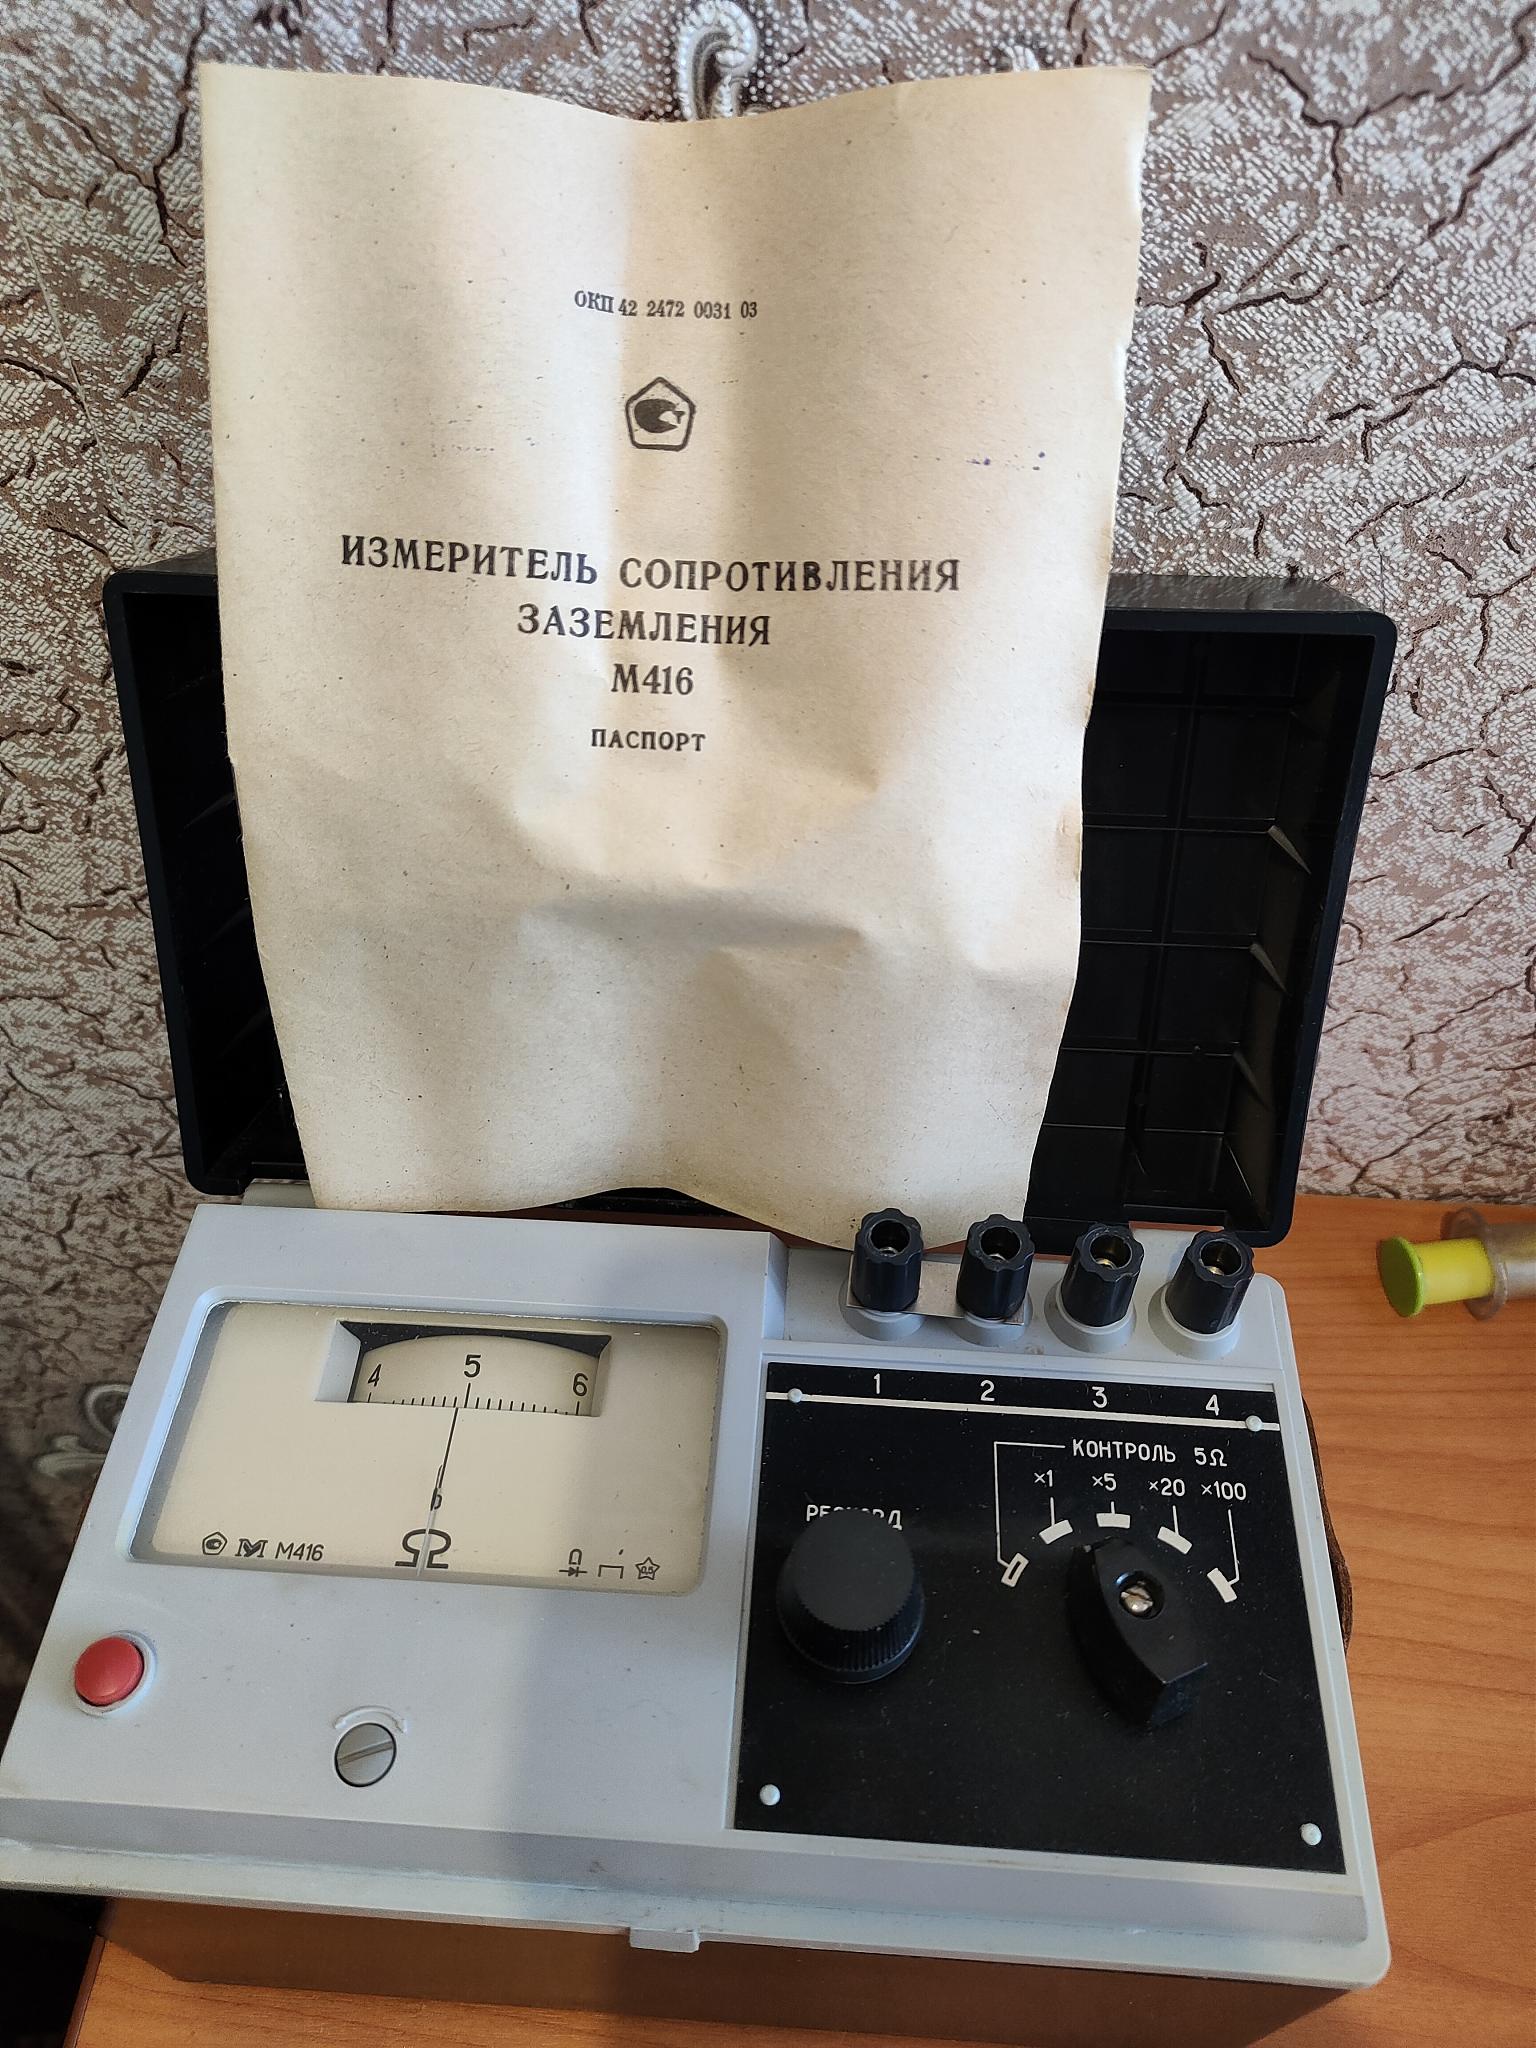 ОКП 42 2472 0031 03
ИЗМЕРИТЕЛЬ СОПРОТИВЛЕНИЯ
ЗАЗЕМЛЕНИЯ
М416
ПАСПОРТ
4 5 6
М416
Ω
1 2 3 4
КОНТРОЛЬ 5Ω
×1 ×5 ×20 ×100